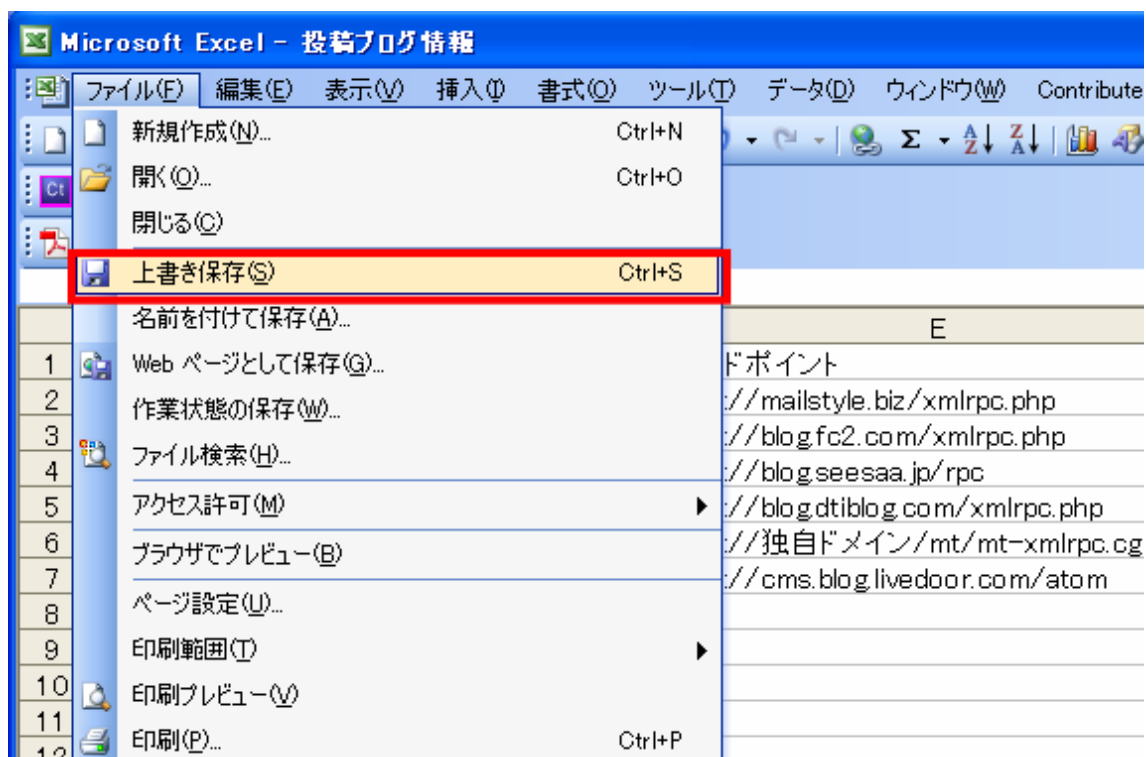 Microsoft Excel - 投稿ブログ情報
ファイル(F) 編集(E) 表示(V) 挿入(I) 書式(O) ツール(T) データ(D) ウィンドウ(W) Contribute
新規作成(N)... Ctrl+N
開く(O)... Ctrl+O
閉じる(C)
上書き保存(S) Ctrl+S
名前を付けて保存(A)...
E
1 Web ページとして保存(G)... ドポイント
2 作業状態の保存(W)... ://mailstyle.biz/xmlrpc.php
3 ://blog.fc2.com/xmlrpc.php
ファイル検索(H)...
4 ://blog.seesaa.jp/rpc
5 アクセス許可(M) ://blog.dtiblog.com/xmlrpc.php
6 ブラウザでプレビュー(B) ://独自ドメイン/mt/mt-xmlrpc.cg
7 ://cms.blog.livedoor.com/atom
8 ページ設定(U)...
9 印刷範囲(T)
10 印刷プレビュー(V)
11
12 印刷(P)... Ctrl+P